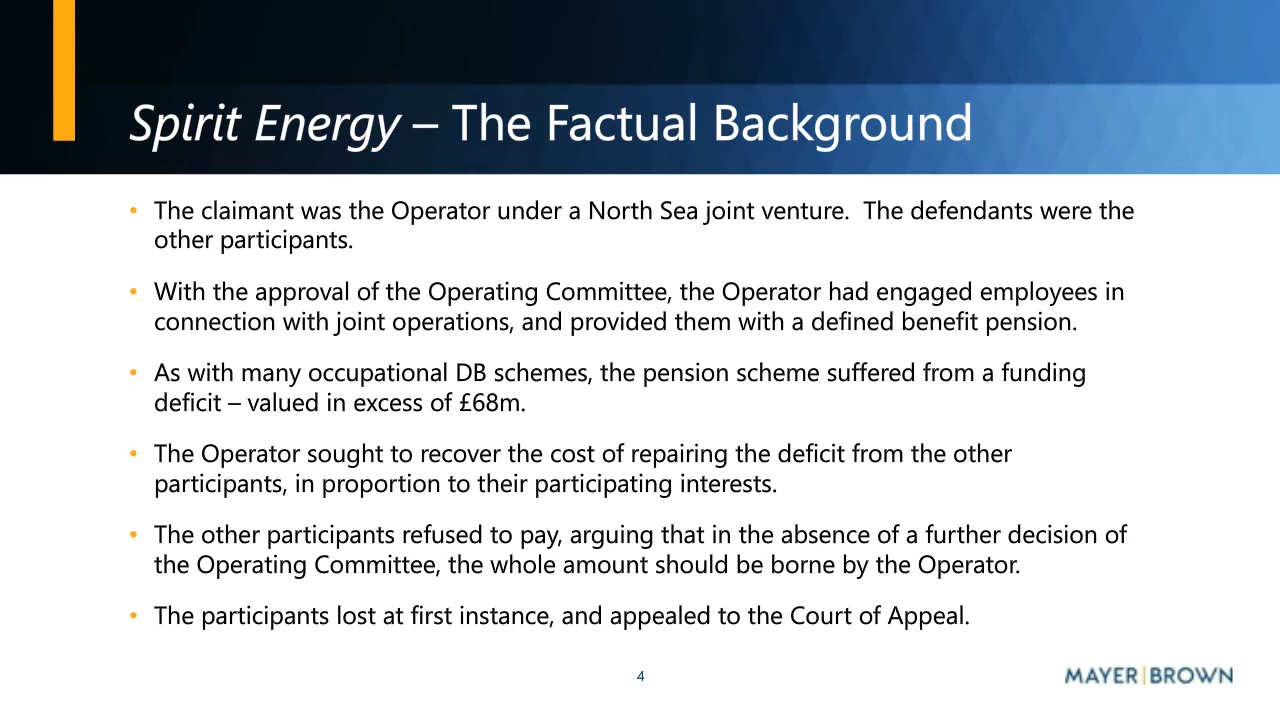 Spirit Energy – The Factual Background
• The claimant was the Operator under a North Sea joint venture.  The defendants were the
other participants.
• With the approval of the Operating Committee, the Operator had engaged employees in
connection with joint operations, and provided them with a defined benefit pension.
• As with many occupational DB schemes, the pension scheme suffered from a funding
deficit – valued in excess of £68m.
• The Operator sought to recover the cost of repairing the deficit from the other
participants, in proportion to their participating interests.
• The other participants refused to pay, arguing that in the absence of a further decision of
the Operating Committee, the whole amount should be borne by the Operator.
• The participants lost at first instance, and appealed to the Court of Appeal.
4
MAYER|BROWN